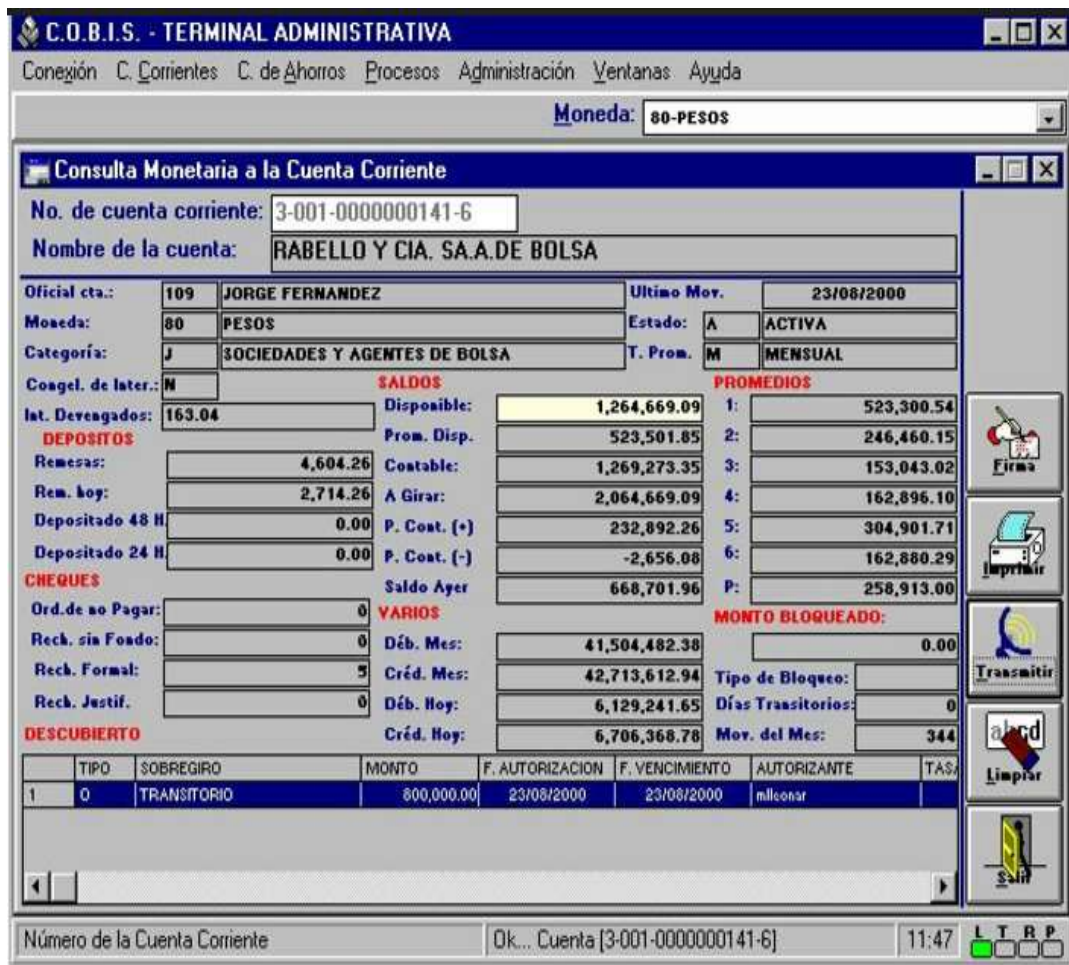 C.O.B.I.S. - TERMINAL ADMINISTRATIVA
Conexión C. Corrientes C. de Ahorros Procesos Administración Ventanas Ayuda
Moneda: 80-PESOS
Consulta Monetaria a la Cuenta Corriente
No. de cuenta corriente: 3-001-0000000141-6
Nombre de la cuenta: RABELLO Y CIA. SA.A.DE BOLSA
Oficial cta.: 109 JORGE FERNANDEZ Ultimo Mov. 23/08/2000
Moneda: 80 PESOS Estado: A ACTIVA
Categoría: J SOCIEDADES Y AGENTES DE BOLSA T. Prom. M MENSUAL
Congel. de Inter.: N SALDOS PROMEDIOS
Int. Devengados: 163.04 Disponible: 1,264,669.09 1: 523,300.54
DEPOSITOS Prom. Disp. 523,501.85 2: 246,460.15
Remesas: 4,604.26 Contable: 1,269,273.35 3: 153,043.02
Rem. hoy: 2,714.26 A Girar: 2,064,669.09 4: 162,896.10
Depositado 48 H. 0.00 P. Cont. (+) 232,892.26 5: 304,901.71
Depositado 24 H. 0.00 P. Cont. (-) -2,656.08 6: 162,880.29
CHEQUES Saldo Ayer 668,701.96 P: 258,913.00
Ord.de no Pagar: 0 VARIOS MONTO BLOQUEADO:
Rech. sin Fondo: 0 Déb. Mes: 41,504,482.38 0.00
Rech. Formal: 5 Créd. Mes: 42,713,612.94 Tipo de Bloqueo:
Rech. Justif. 0 Déb. Hoy: 6,129,241.65 Días Transitorios: 0
DESCUBIERTO Créd. Hoy: 6,706,368.78 Mov. del Mes: 344
TIPO SOBREGIRO MONTO F. AUTORIZACION F. VENCIMIENTO AUTORIZANTE TASA
1 O TRANSITORIO 800,000.00 23/08/2000 23/08/2000
Firma
Imprimir
Transmitir
abcd
Limpiar
Salir
Número de la Cuenta Corriente Ok... Cuenta [3-001-0000000141-6] 11:47 L T R P